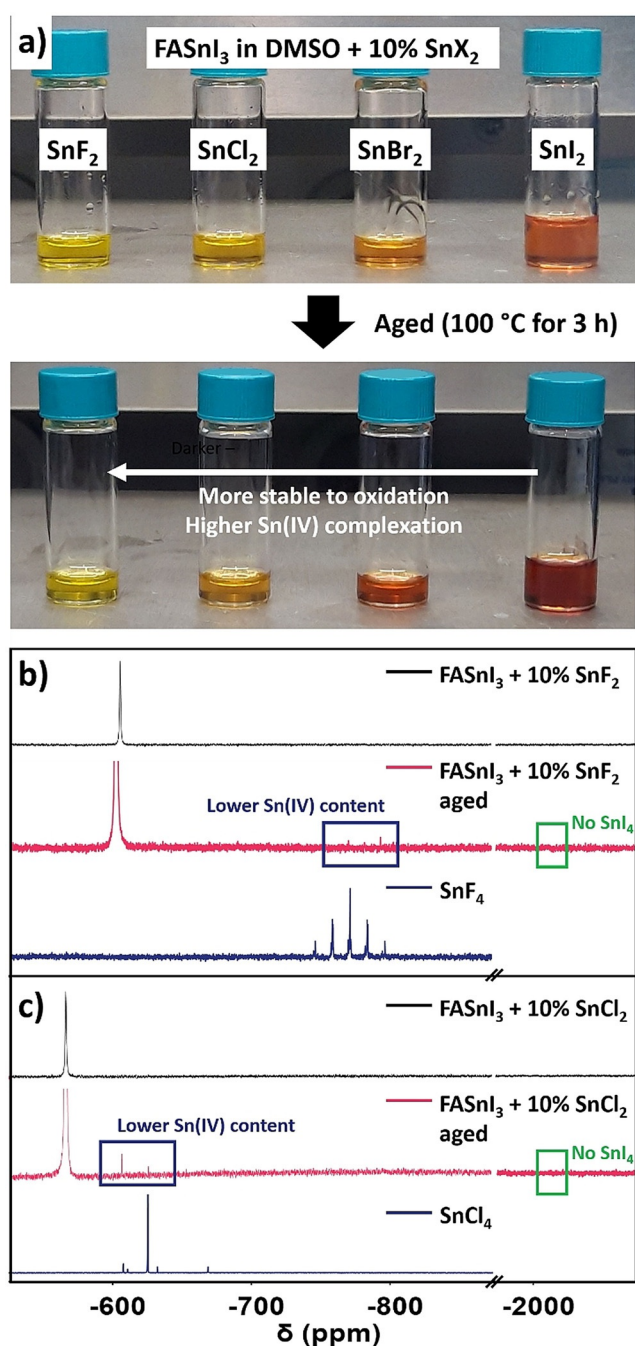 a)
FASnI₃ in DMSO + 10% SnX₂
SnF₂
SnCl₂
SnBr₂
SnI₂
Aged (100 °C for 3 h)
Darker –
More stable to oxidation
Higher Sn(IV) complexation
b)
FASnI₃ + 10% SnF₂
FASnI₃ + 10% SnF₂
aged
Lower Sn(IV) content
No SnI₄
SnF₄
c)
FASnI₃ + 10% SnCl₂
FASnI₃ + 10% SnCl₂
aged
Lower Sn(IV) content
No SnI₄
SnCl₄
-600
-700
-800
-2000
δ (ppm)